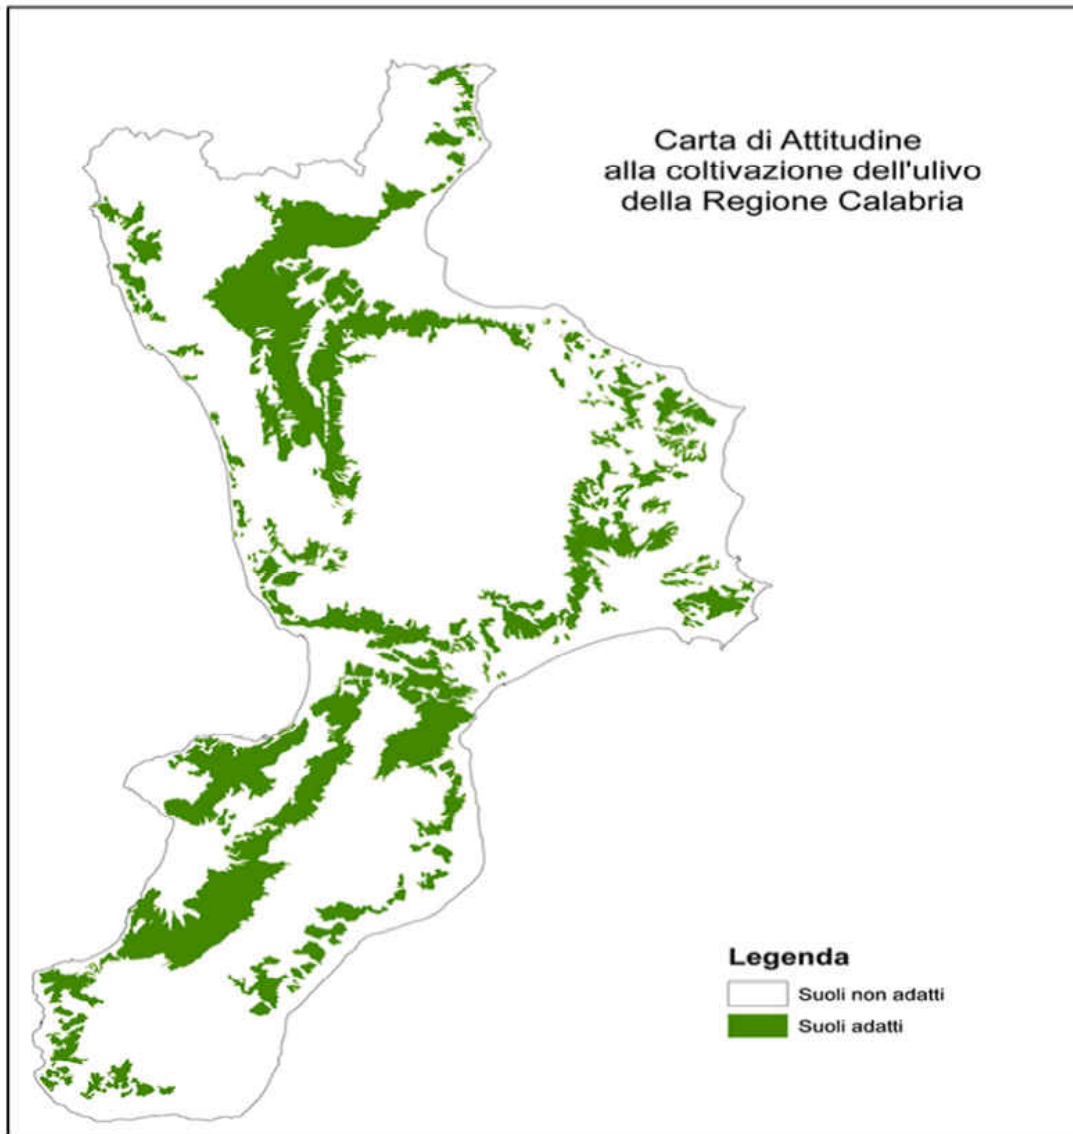 Carta di Attitudine
alla coltivazione dell'ulivo
della Regione Calabria
Legenda
Suoli non adatti
Suoli adatti